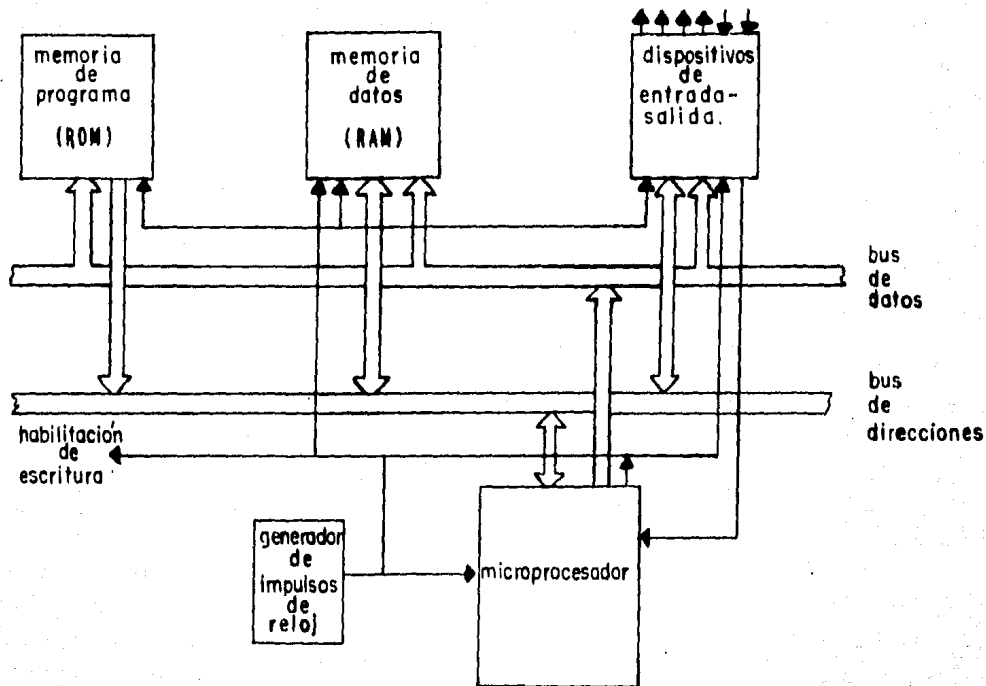 memoria
de
programa
(ROM)
memoria
de
datos
(RAM)
dispositivos
de
entrada-
salida.
bus
de
datos
bus
de
direcciones
habilitación
de
escritura
generador
de
impulsos
de
reloj
microprocesador